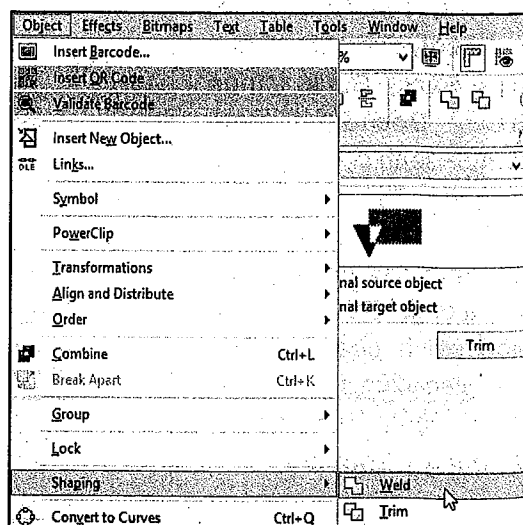 Object Effects Bitmaps Text Table Tools Window Help
Insert Barcode...
%
Insert QR Code
Validate Barcode
Insert New Object...
OLE Links...
Symbol
PowerClip
Transformations
nal source object
Align and Distribute
nal target object
Order
Trim
Combine Ctrl+L
Break Apart Ctrl+K
Group
Lock
Shaping Weld
Trim
Convert to Curves Ctrl+Q